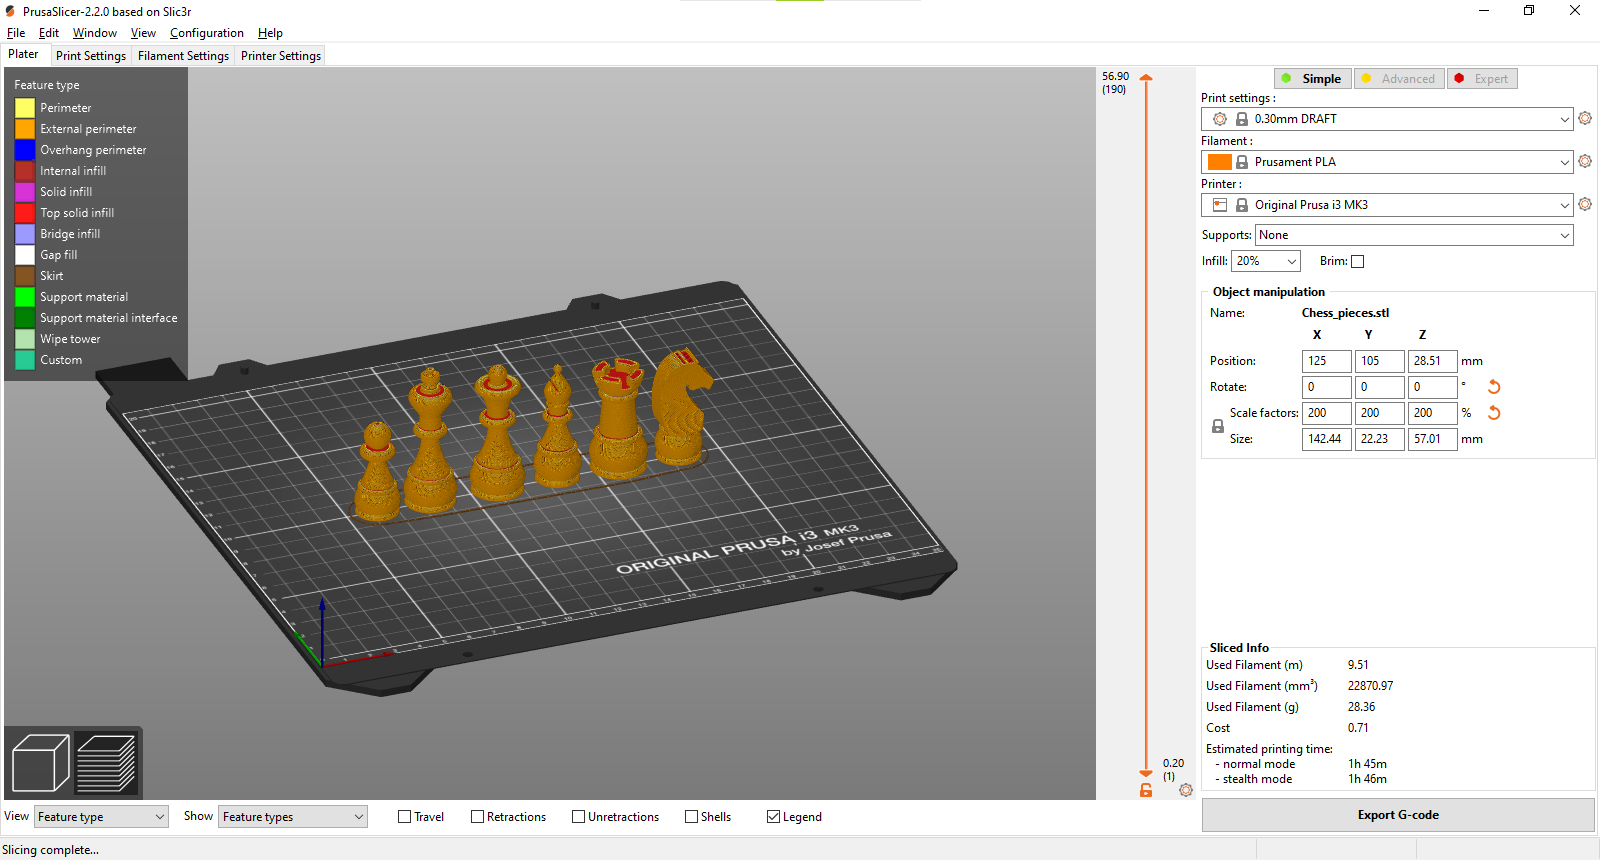 PrusaSlicer-2.2.0 based on Slic3r
File Edit Window View Configuration Help
Plater Print Settings Filament Settings Printer Settings
Feature type
Perimeter
External perimeter
Overhang perimeter
Internal infill
Solid infill
Top solid infill
Bridge infill
Gap fill
Skirt
Support material
Support material interface
Wipe tower
Custom
ORIGINAL PRUSA i3 MK3
by Josef Prusa
56.90
(190)
0.20
(1)
Simple Advanced Expert
Print settings :
0.30mm DRAFT
Filament :
Prusament PLA
Printer :
Original Prusa i3 MK3
Supports: None
Infill: 20% Brim:
Object manipulation
Name: Chess_pieces.stl
X Y Z
Position: 125 105 28.51 mm
Rotate: 0 0 0 °
Scale factors: 200 200 200 %
Size: 142.44 22.23 57.01 mm
Sliced Info
Used Filament (m) 9.51
Used Filament (mm³) 22870.97
Used Filament (g) 28.36
Cost 0.71
Estimated printing time:
- normal mode 1h 45m
- stealth mode 1h 46m
Export G-code
View Feature type Show Feature types Travel Retractions Unretractions Shells Legend
Slicing complete...